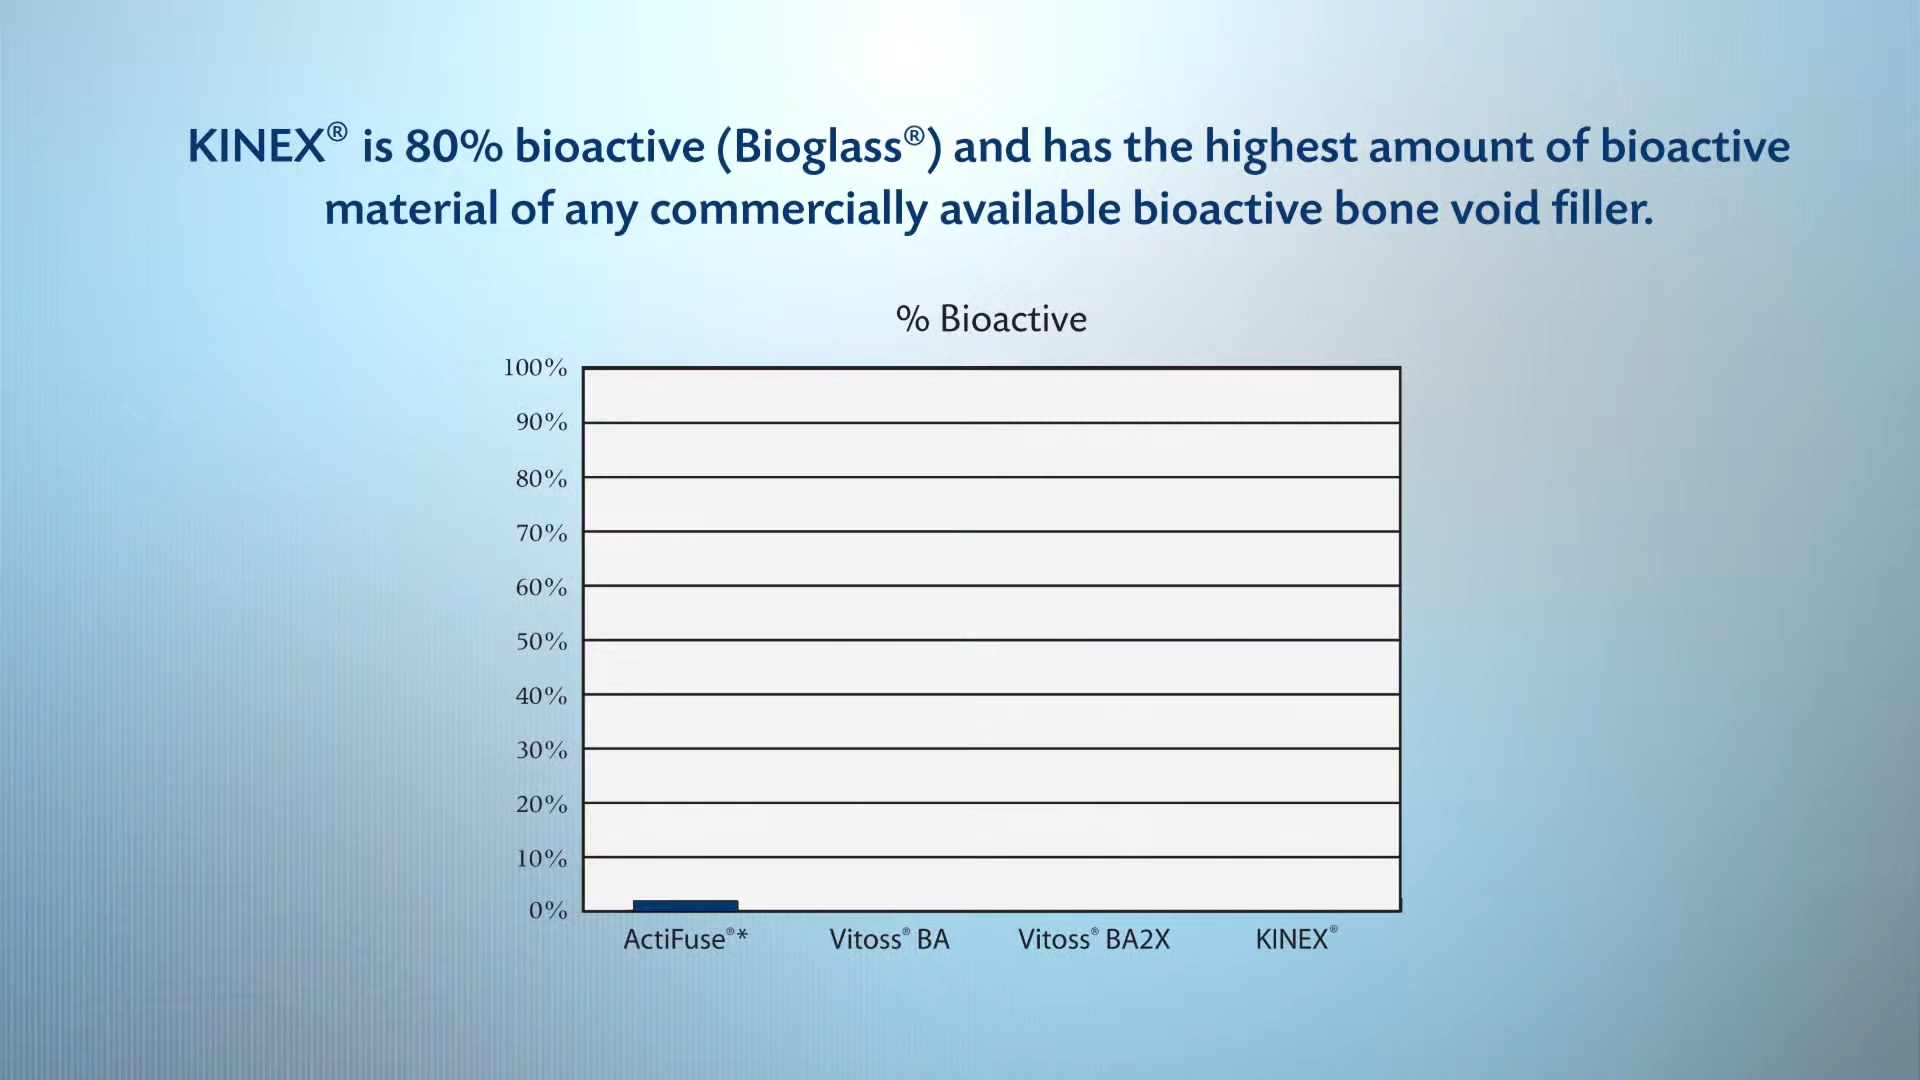 KINEX® is 80% bioactive (Bioglass®) and has the highest amount of bioactive
material of any commercially available bioactive bone void filler.
% Bioactive
100%
90%
80%
70%
60%
50%
40%
30%
20%
10%
0%
ActiFuse®* Vitoss® BA Vitoss® BA2X KINEX®